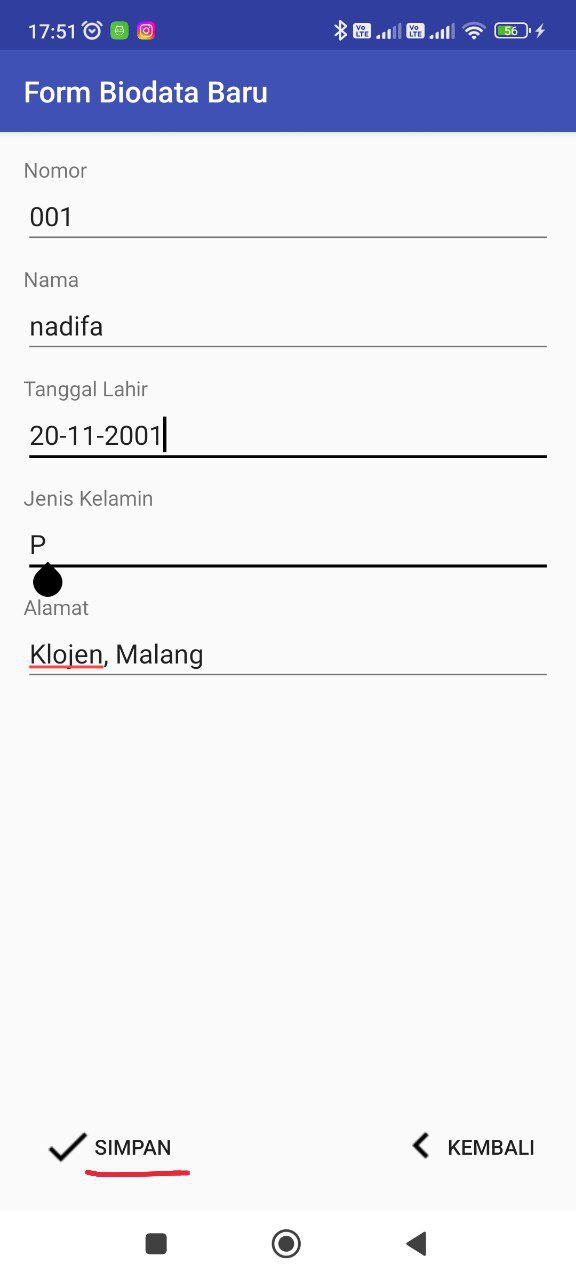 17:51 56
Form Biodata Baru
Nomor
001
Nama
nadifa
Tanggal Lahir
20-11-2001
Jenis Kelamin
P
Alamat
Klojen, Malang
SIMPAN KEMBALI